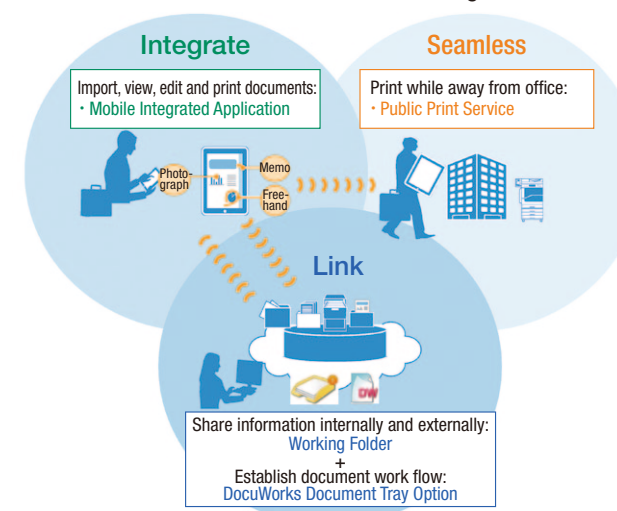 Integrate
Import, view, edit and print documents:
・Mobile Integrated Application
Photo-
graph
Memo
Free-
hand
Seamless
Print while away from office:
・Public Print Service
Link
DW
Share information internally and externally:
Working Folder
+
Establish document work flow:
DocuWorks Document Tray Option